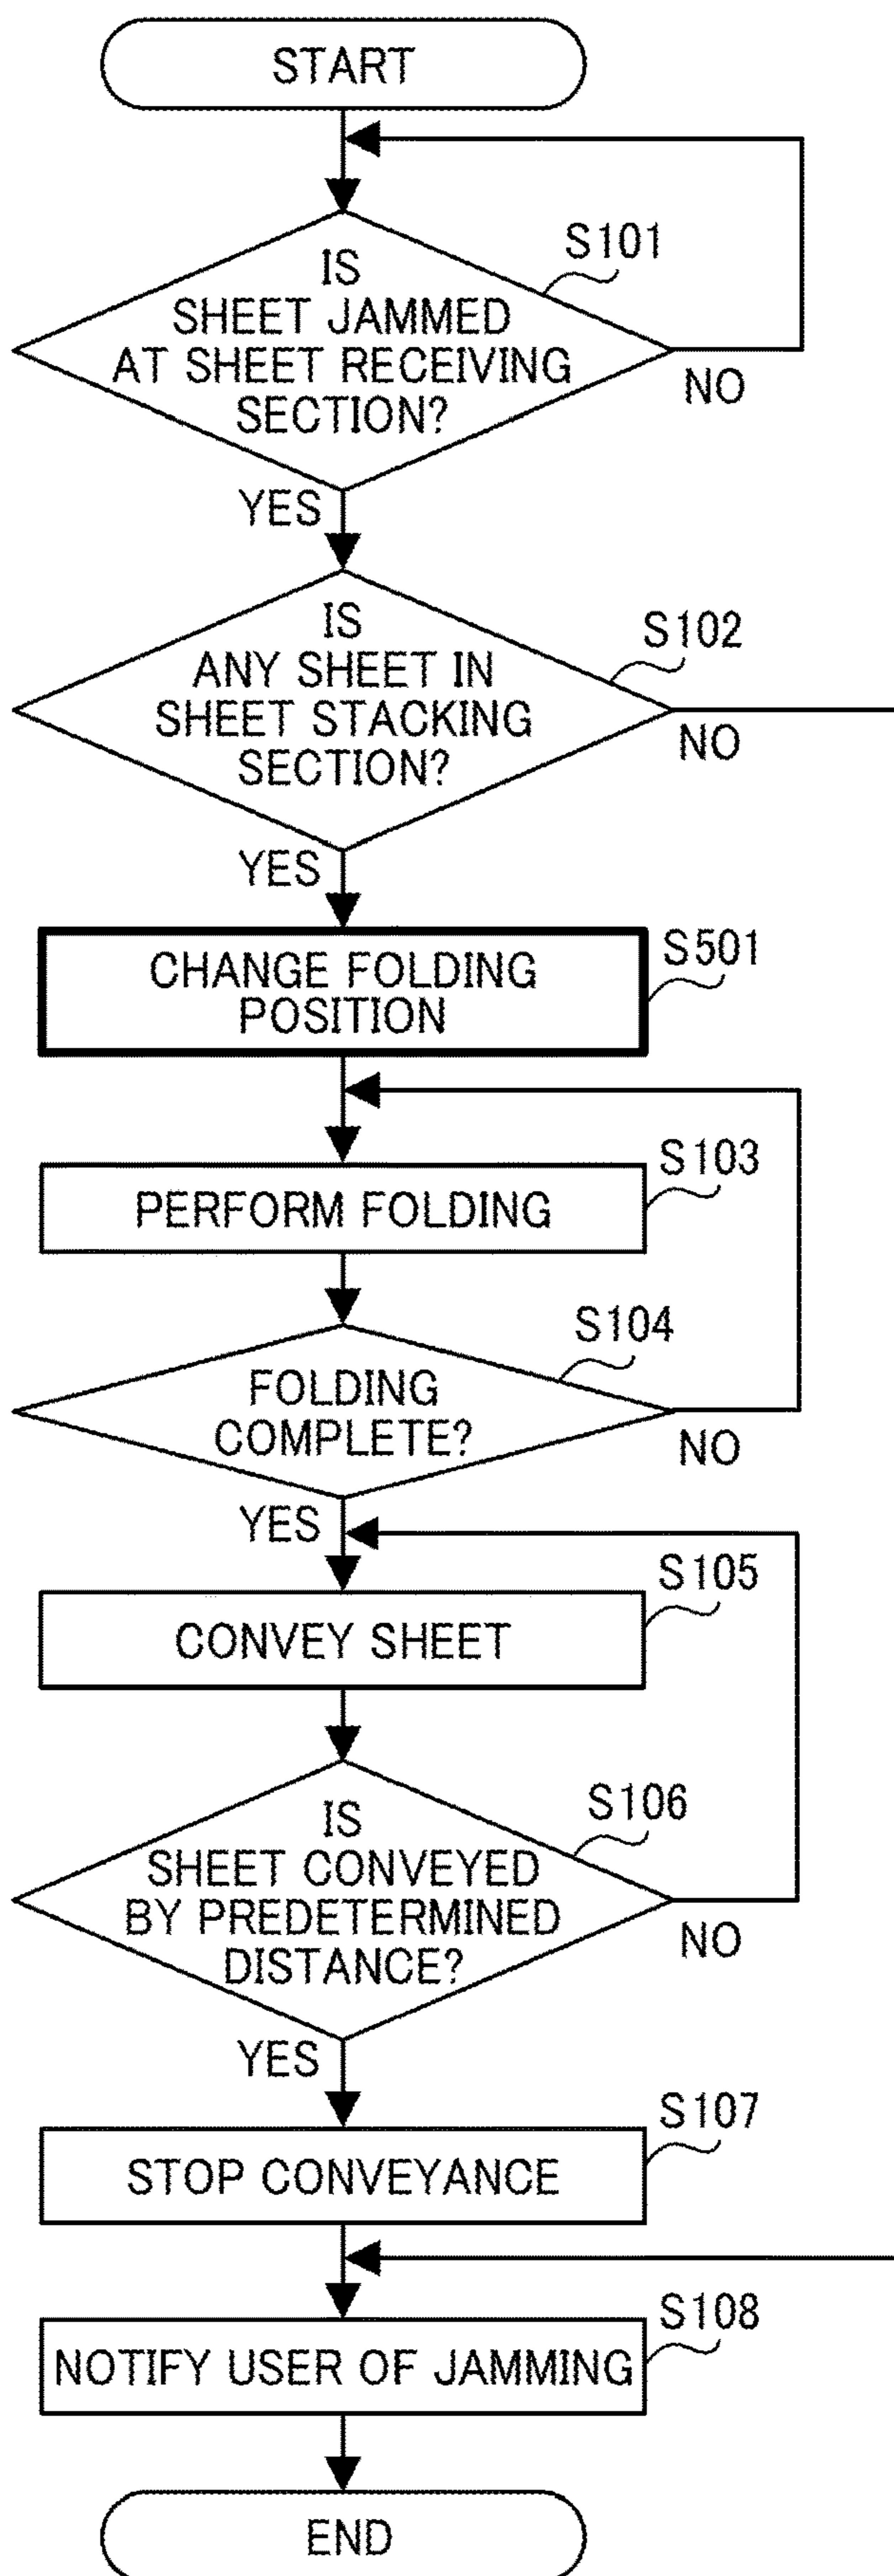 START
S101
IS
SHEET JAMMED
AT SHEET RECEIVING
SECTION?
NO
YES
S102
IS
ANY SHEET IN
SHEET STACKING
SECTION?
NO
YES
S501
CHANGE FOLDING
POSITION
S103
PERFORM FOLDING
S104
FOLDING
COMPLETE?
NO
YES
S105
CONVEY SHEET
S106
IS
SHEET CONVEYED
BY PREDETERMINED
DISTANCE?
NO
YES
S107
STOP CONVEYANCE
S108
NOTIFY USER OF JAMMING
END